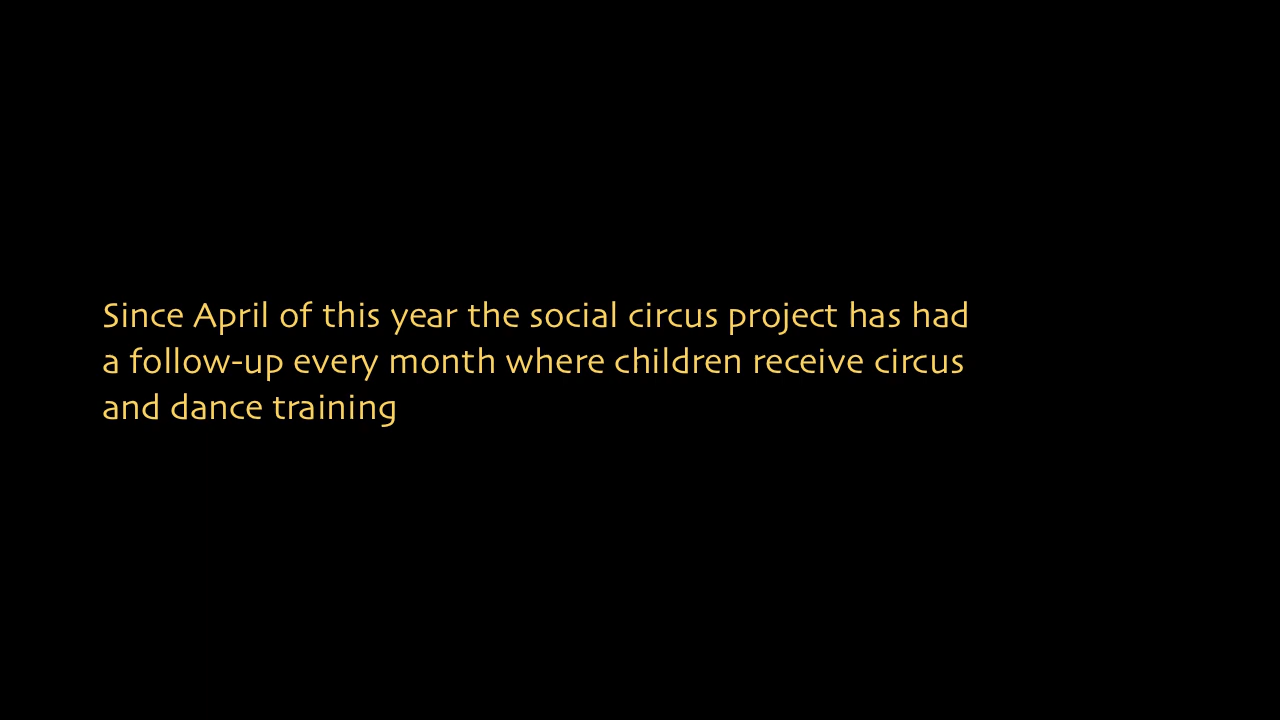 Since April of this year the social circus project has had
a follow-up every month where children receive circus
and dance training